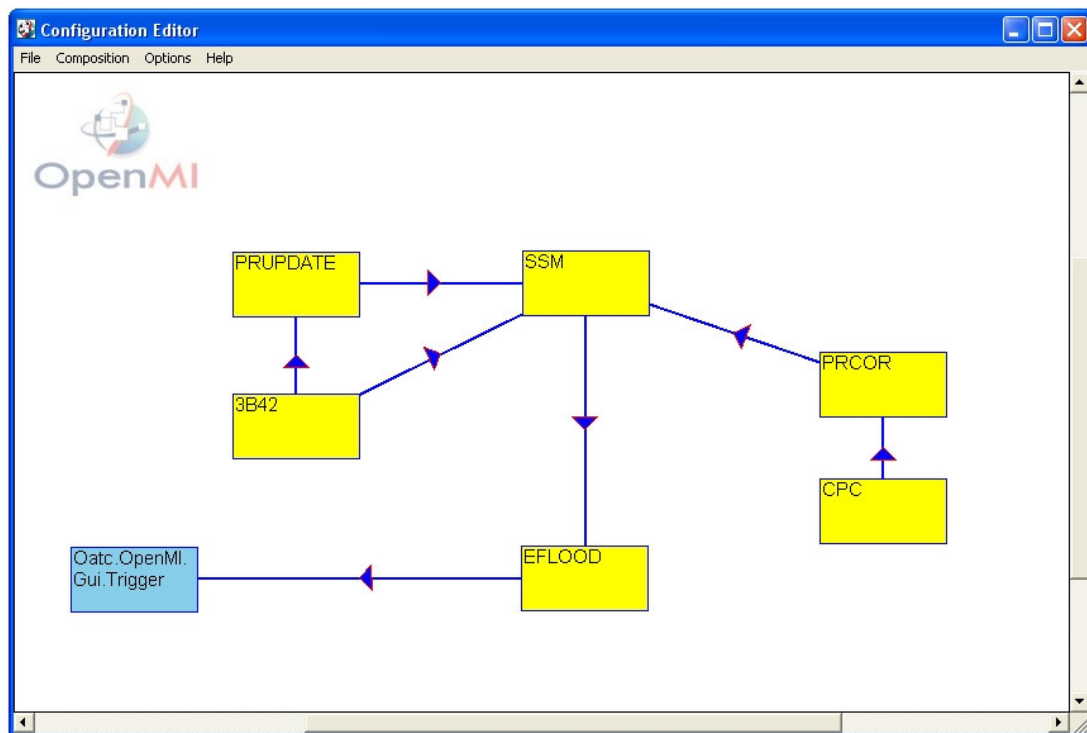 Configuration Editor
File Composition Options Help
OpenMI
PRUPDATE
SSM
PRCOR
3B42
CPC
Oatc.OpenMI.
Gui.Trigger
EFLOOD